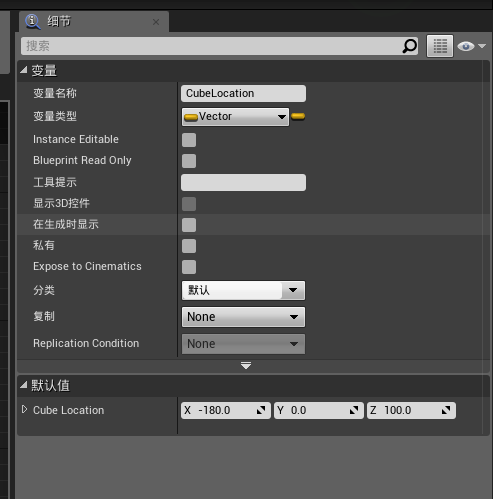 细节
搜索
变量
变量名称 CubeLocation
变量类型 Vector
Instance Editable
Blueprint Read Only
工具提示
显示3D控件
在生成时显示
私有
Expose to Cinematics
分类 默认
复制 None
Replication Condition None
默认值
Cube Location X -180.0 Y 0.0 Z 100.0